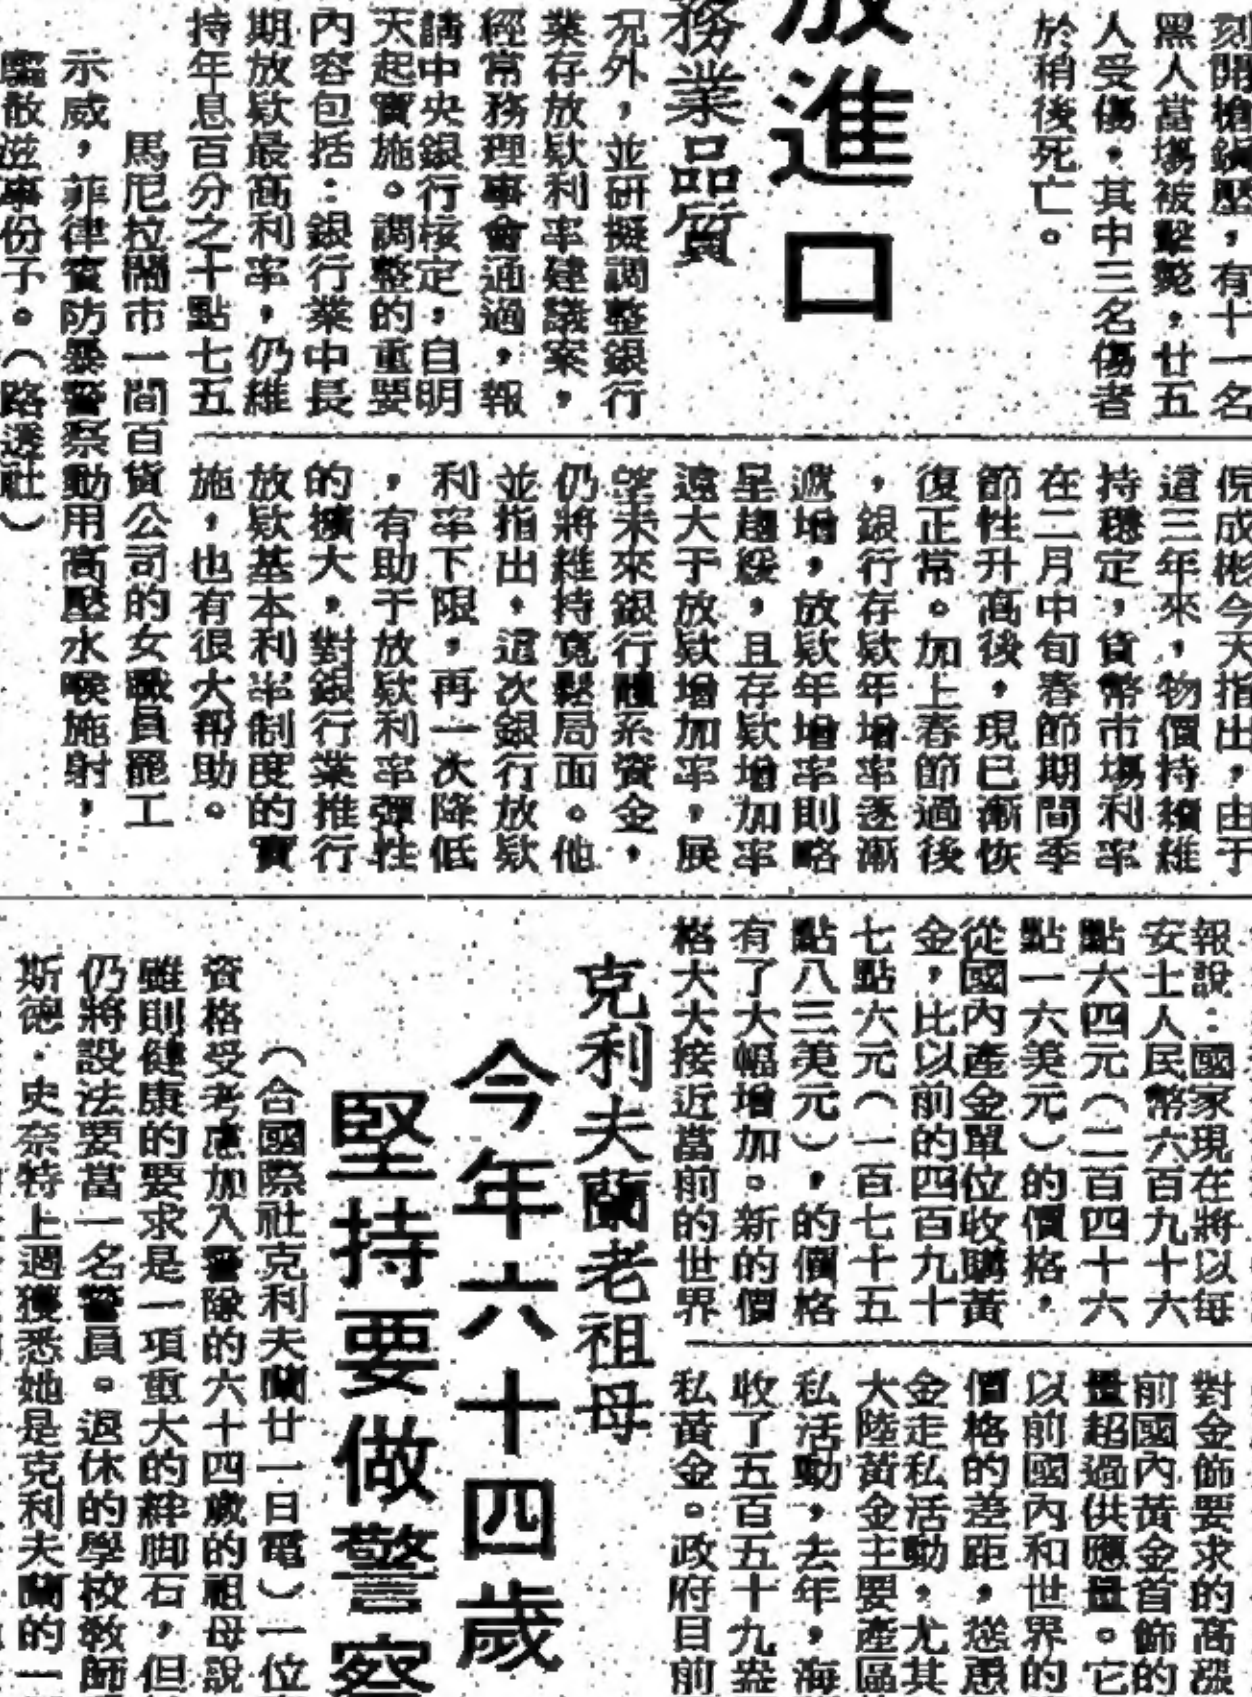 刻開槍鎮壓，有十一名
黑人當場被擊斃，廿五
人受傷，其中三名傷者
於稍後死亡。
放進口
務業品質
況外，並研擬調整銀行
業存放款利率建議案，
經常務理事會通過，報
請中央銀行核定，自明
天起實施。調整的重要
內容包括：銀行業中長
期放款最高利率，仍維
持年息百分之十點七五
倪成彬今天指出，由于
這三年來，物價持續維
持穩定，貨幣市場利率
在二月中旬春節期間季
節性升高後，現已漸恢
復正常。加上春節過後
，銀行存款年增率逐漸
遞增，放款年增率則略
呈趨緩，且存款增加率
遠大于放款增加率，展
望未來銀行體系資金，
仍將維持寬鬆局面。他
並指出，這次銀行放款
利率下限，再一次降低
，有助于放款利率彈性
的擴大，對銀行業推行
放款基本利率制度的實
施，也有很大幫助。
馬尼拉鬧市一間百貨公司的女職員罷工
示威，菲律賓防暴警察動用高壓水喉施射，
驅散滋事份子。（路透社）
報說：國家現在將以每
安士人民幣六百九十六
點六四元（二百四十六
點一六美元）的價格，
從國內產金單位收購黃
金，比以前的四百九十
七點六元（一百七十五
點八三美元），的價格
有了大幅增加。新的價
格大大接近當前的世界
對金飾要求的高漲
前國內黃金首飾的
量超過供應量。它
以前國內和世界的
價格的差距，慫恿
金走私活動，尤其
大陸黃金主要產區
私活動，去年，海
收了五百五十九盎
私黃金。政府目前
克利夫蘭老祖母
今年六十四歲
堅持要做警察
（合國際社克利夫蘭廿一日電）一位
資格受考慮加入警隊的六十四歲的祖母說
雖則健康的要求是一項重大的絆脚石，但
仍將設法要當一名警員。退休的學校教師
斯德．史奈特上週獲悉她是克利夫蘭的一